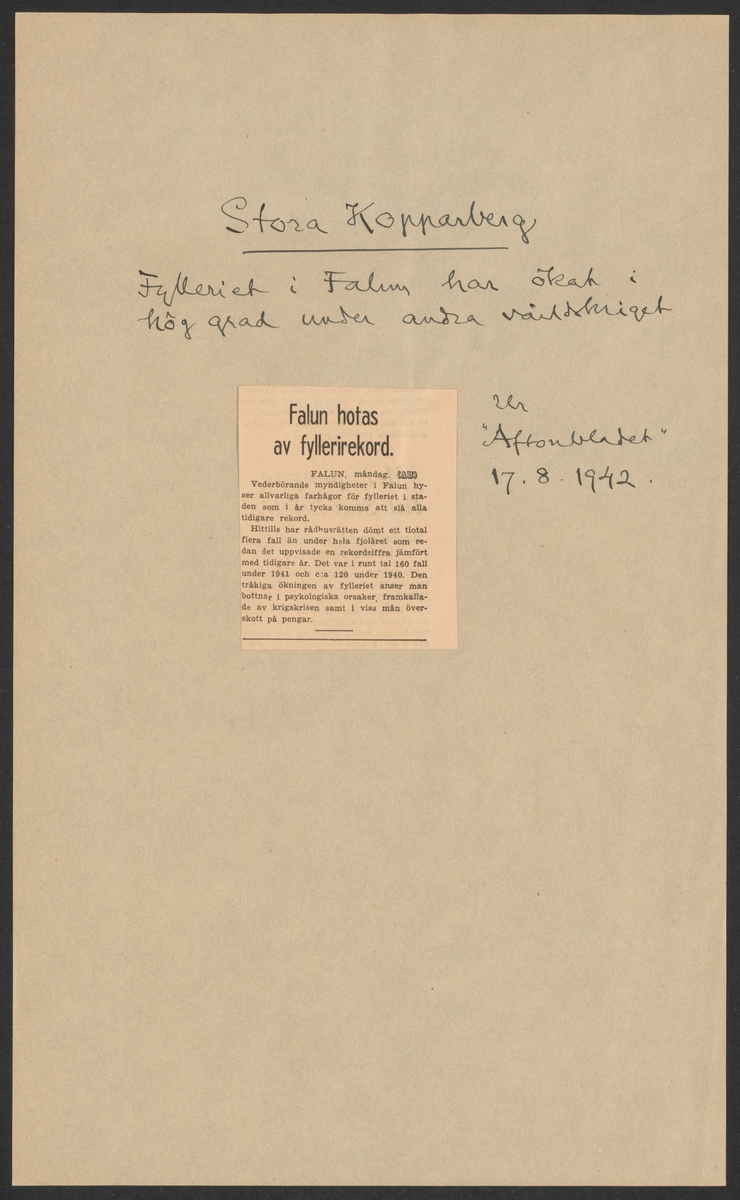 Stora Kopparberg
Fylleriet i Falun har ökat i
hög grad under andra världskriget
Ur
"Aftonbladet"
17.8.1942.
Falun hotas
av fyllerirekord.
FALUN, måndag. (AB)
Vederbörande myndigheter i Falun hy-
ser allvarliga farhågor för fylleriet i sta-
den som i år tycks komma att slå alla
tidigare rekord.
Hittills har rådhusrätten dömt ett tiotal
flera fall än under hela fjolåret som re-
dan det uppvisade en rekordsiffra jämfört
med tidigare år. Det var i runt tal 160 fall
under 1941 och c:a 120 under 1940. Den
tråkiga ökningen av fylleriet anser man
bottnar i psykologiska orsaker, framkalla-
de av krigskrisen samt i viss mån över-
skott på pengar.